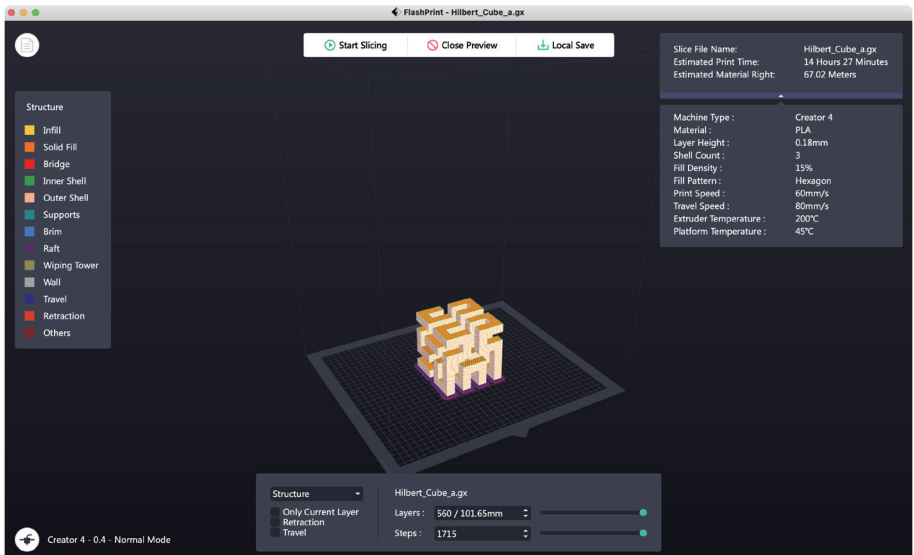 FlashPrint - Hilbert_Cube_a.gx
Start Slicing
Close Preview
Local Save
Slice File Name: Hilbert_Cube_a.gx
Estimated Print Time: 14 Hours 27 Minutes
Estimated Material Right: 67.02 Meters
Machine Type : Creator 4
Material : PLA
Layer Height : 0.18mm
Shell Count : 3
Fill Density : 15%
Fill Pattern : Hexagon
Print Speed : 60mm/s
Travel Speed : 80mm/s
Extruder Temperature : 200°C
Platform Temperature : 45°C
Structure
Infill
Solid Fill
Bridge
Inner Shell
Outer Shell
Supports
Brim
Raft
Wiping Tower
Wall
Travel
Retraction
Others
Structure
Only Current Layer
Retraction
Travel
Hilbert_Cube_a.gx
Layers : 560 / 101.65mm
Steps : 1715
Creator 4 - 0.4 - Normal Mode